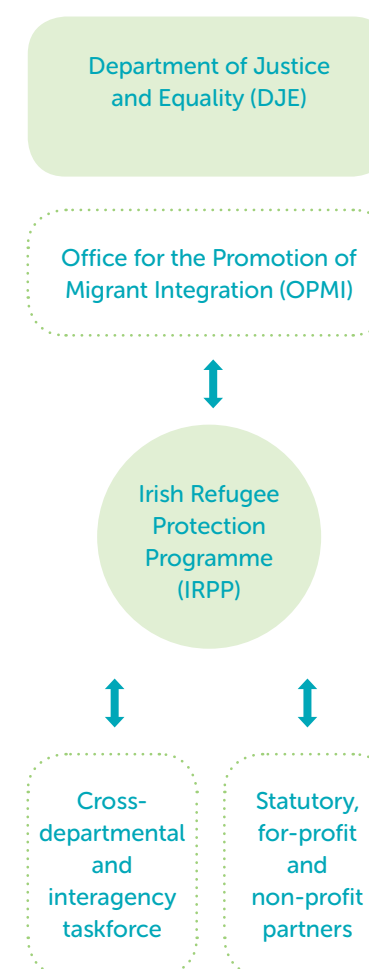 Department of Justice
and Equality (DJE)
Office for the Promotion of
Migrant Integration (OPMI)
Irish Refugee
Protection
Programme
(IRPP)
Cross-
departmental
and
interagency
taskforce
Statutory,
for-profit
and
non-profit
partners